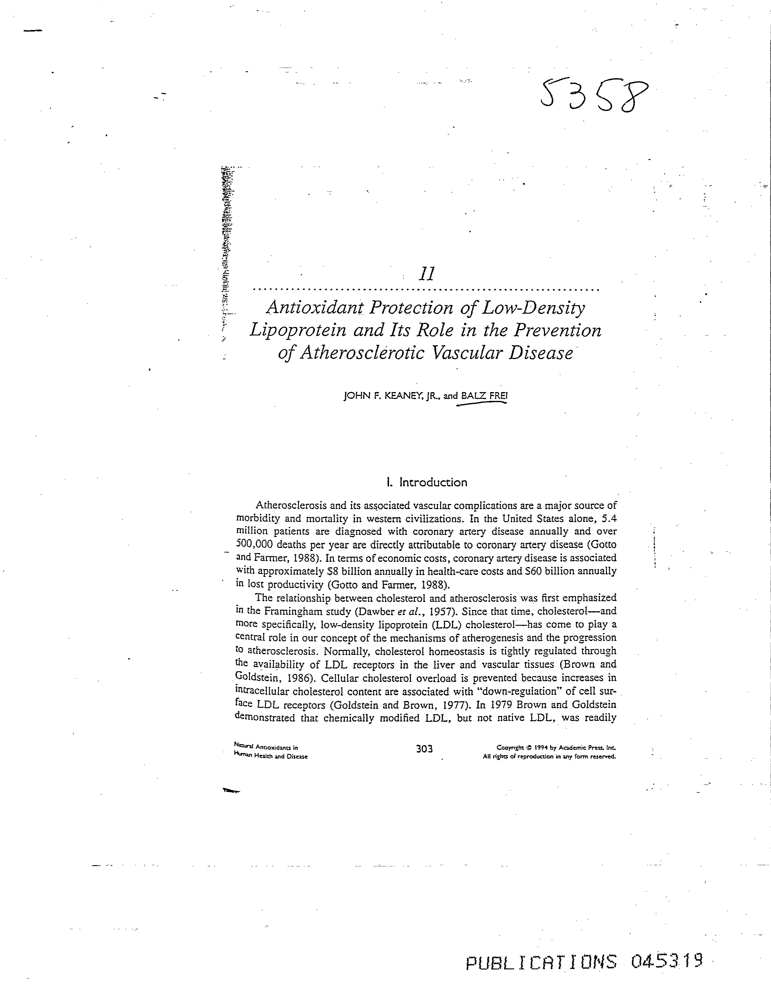 5358
11
Antioxidant Protection of Low-Density
Lipoprotein and Its Role in the Prevention
of Atherosclerotic Vascular Disease
JOHN F. KEANEY, JR., and BALZ FREI
I. Introduction
Atherosclerosis and its associated vascular complications are a major source of
morbidity and mortality in western civilizations. In the United States alone, 5.4
million patients are diagnosed with coronary artery disease annually and over
500,000 deaths per year are directly attributable to coronary artery disease (Gotto
and Farmer, 1988). In terms of economic costs, coronary artery disease is associated
with approximately $8 billion annually in health-care costs and $60 billion annually
in lost productivity (Gotto and Farmer, 1988).
The relationship between cholesterol and atherosclerosis was first emphasized
in the Framingham study (Dawber et al., 1957). Since that time, cholesterol—and
more specifically, low-density lipoprotein (LDL) cholesterol—has come to play a
central role in our concept of the mechanisms of atherogenesis and the progression
to atherosclerosis. Normally, cholesterol homeostasis is tightly regulated through
the availability of LDL receptors in the liver and vascular tissues (Brown and
Goldstein, 1986). Cellular cholesterol overload is prevented because increases in
intracellular cholesterol content are associated with "down-regulation" of cell sur-
face LDL receptors (Goldstein and Brown, 1977). In 1979 Brown and Goldstein
demonstrated that chemically modified LDL, but not native LDL, was readily
Natural Antioxidants in
Human Health and Disease
303
Copyright © 1994 by Academic Press, Inc.
All rights of reproduction in any form reserved.
PUBLICATIONS 045319